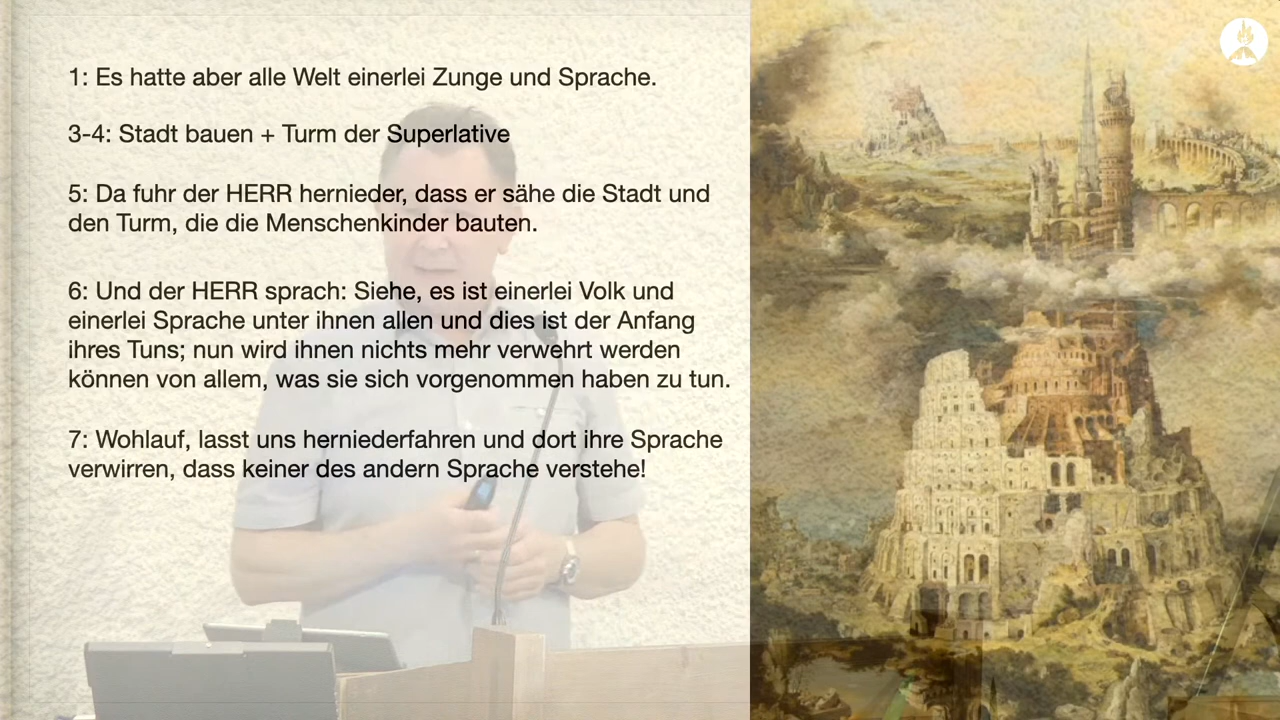 1: Es hatte aber alle Welt einerlei Zunge und Sprache.
3-4: Stadt bauen + Turm der Superlative
5: Da fuhr der HERR hernieder, dass er sähe die Stadt und
den Turm, die die Menschenkinder bauten.
6: Und der HERR sprach: Siehe, es ist einerlei Volk und
einerlei Sprache unter ihnen allen und dies ist der Anfang
ihres Tuns; nun wird ihnen nichts mehr verwehrt werden
können von allem, was sie sich vorgenommen haben zu tun.
7: Wohlauf, lasst uns herniederfahren und dort ihre Sprache
verwirren, dass keiner des andern Sprache verstehe!